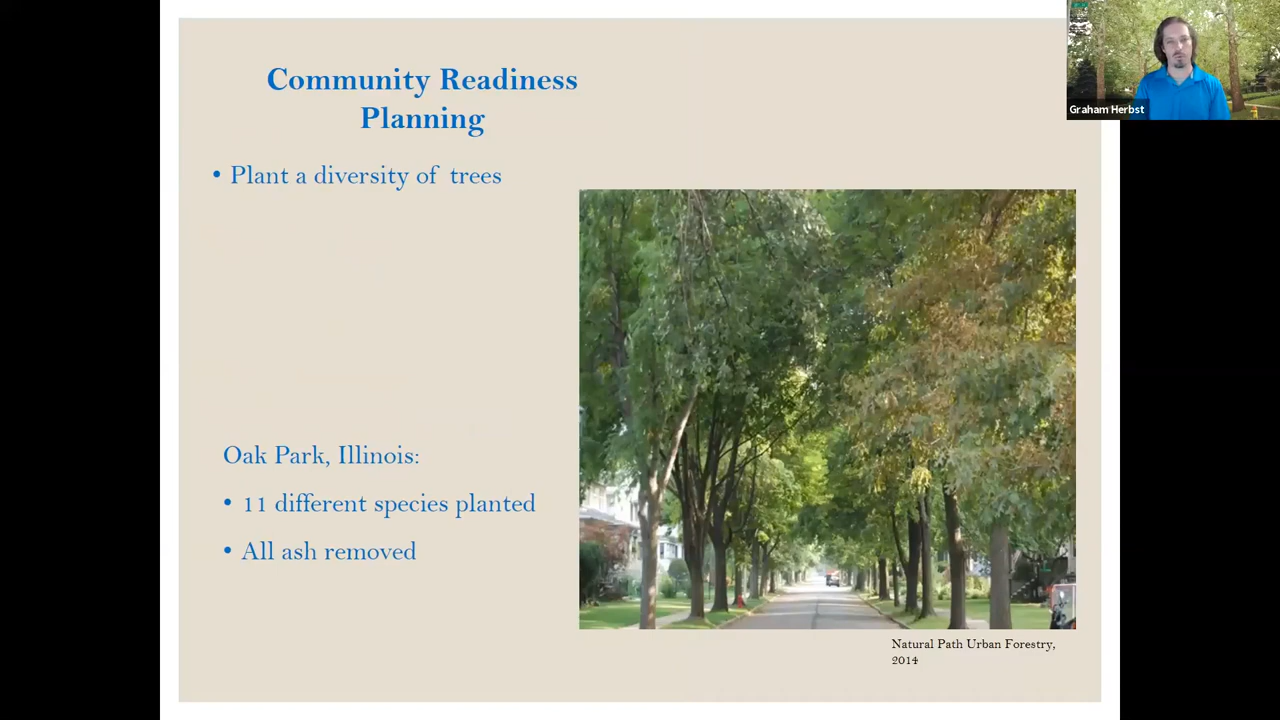 Community Readiness
Planning
• Plant a diversity of trees
Oak Park, Illinois:
• 11 different species planted
• All ash removed
Natural Path Urban Forestry,
2014
Graham Herbst